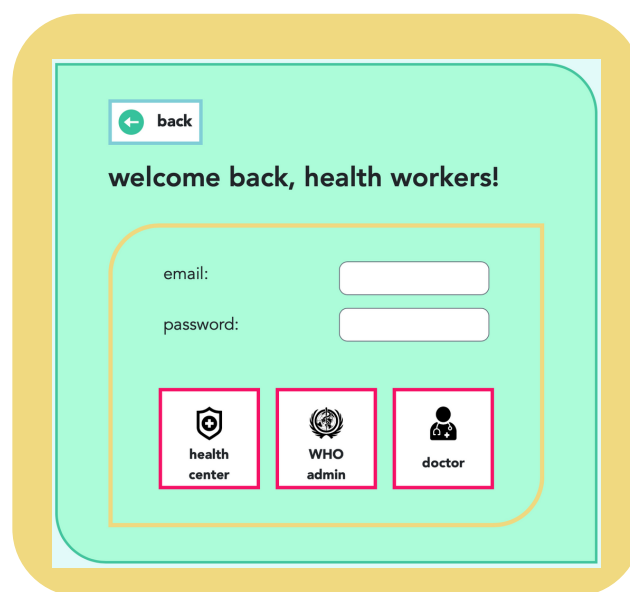 back
welcome back, health workers!
email:
password:
health
center
WHO
admin
doctor